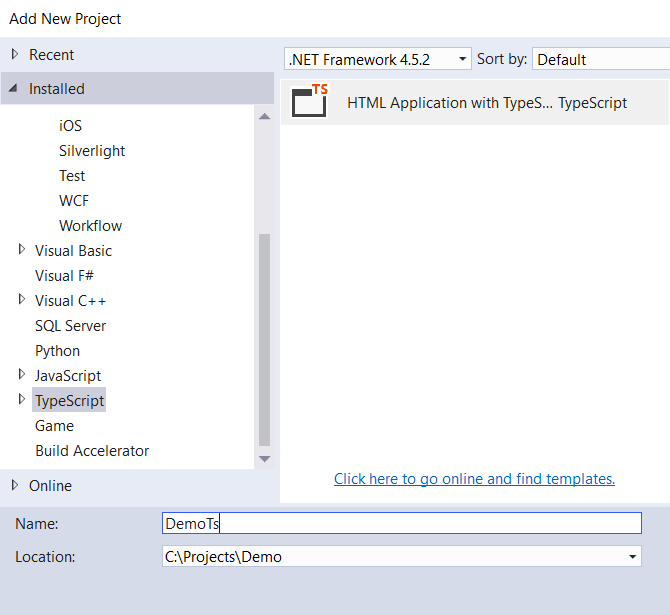 Add New Project
Recent
.NET Framework 4.5.2
Sort by:
Default
Installed
TS
HTML Application with TypeS... TypeScript
iOS
Silverlight
Test
WCF
Workflow
Visual Basic
Visual F#
Visual C++
SQL Server
Python
JavaScript
TypeScript
Game
Build Accelerator
Click here to go online and find templates.
Online
Name:
DemoTs
Location:
C:\Projects\Demo